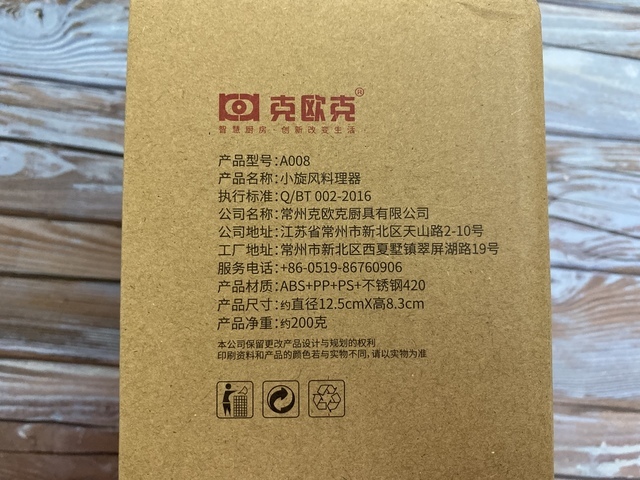 克欧克®
智慧厨房·创新改变生活
产品型号:A008
产品名称:小旋风料理器
执行标准:Q/BT 002-2016
公司名称:常州克欧克厨具有限公司
公司地址:江苏省常州市新北区天山路2-10号
工厂地址:常州市新北区西夏墅镇翠屏湖路19号
服务电话:+86-0519-86760906
产品材质:ABS+PP+PS+不锈钢420
产品尺寸:约直径12.5cmX高8.3cm
产品净重:约200克
本公司保留更改产品设计与规划的权利
印刷资料和产品的颜色若与实物不同,请以实物为准